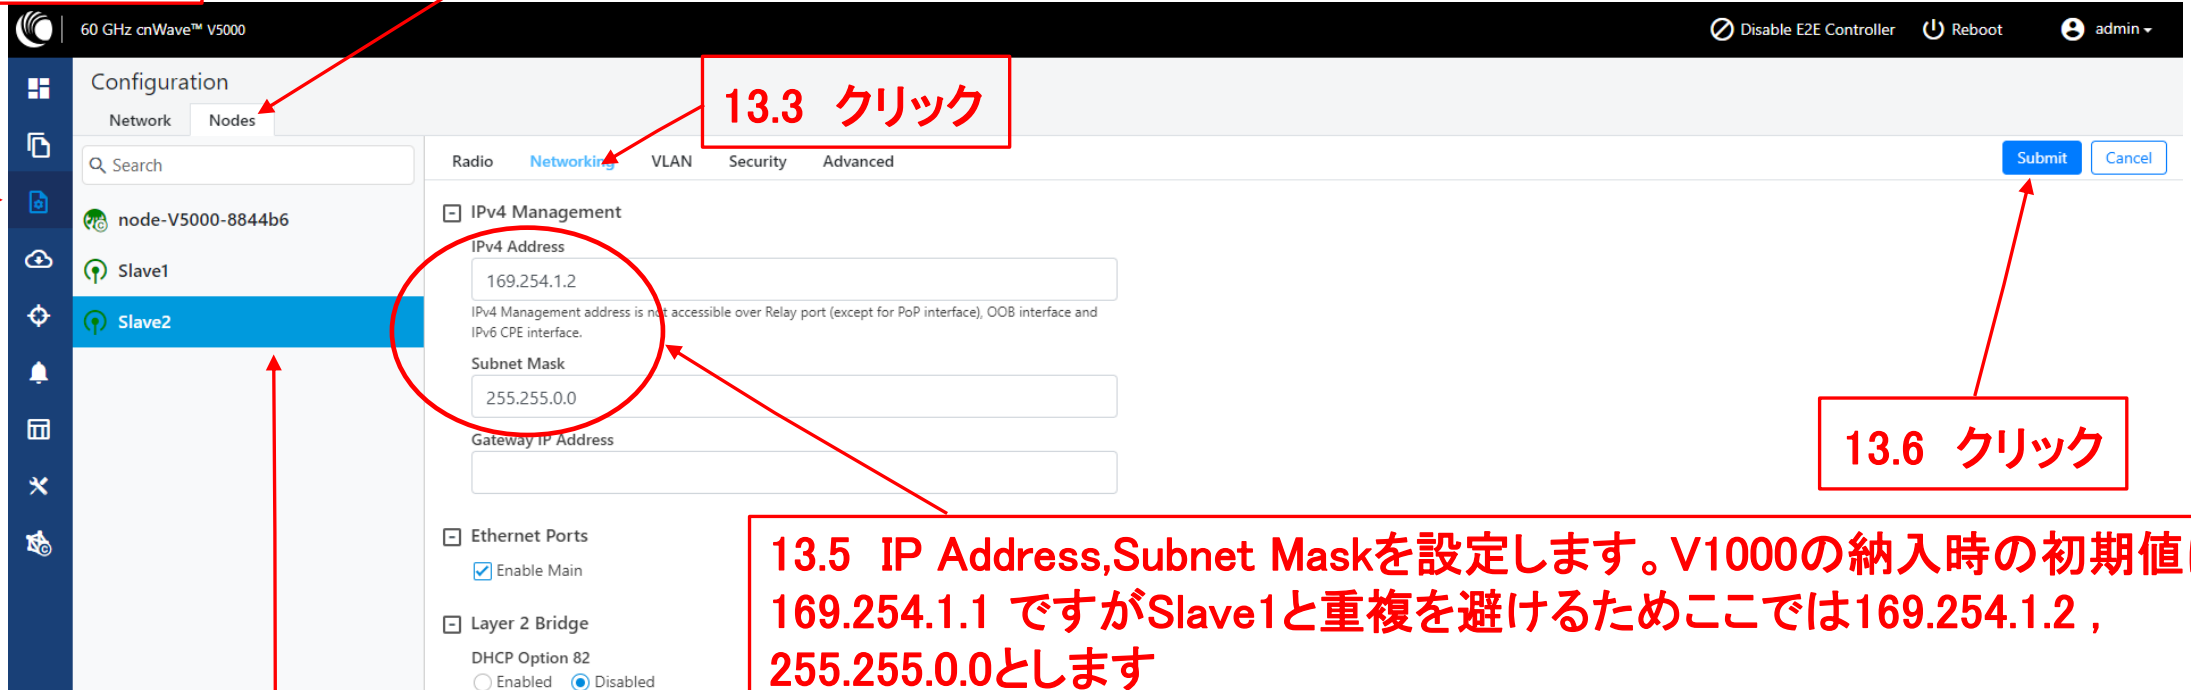 60 GHz cnWave™ V5000
Disable E2E Controller
Reboot
admin
Configuration
Network
Nodes
13.3 クリック
Search
Radio
Networking
VLAN
Security
Advanced
Submit
Cancel
node-V5000-8844b6
Slave1
Slave2
IPv4 Management
IPv4 Address
169.254.1.2
IPv4 Management address is not accessible over Relay port (except for PoP interface), OOB interface and
IPv6 CPE interface.
Subnet Mask
255.255.0.0
Gateway IP Address
13.6 クリック
Ethernet Ports
Enable Main
Layer 2 Bridge
DHCP Option 82
Enabled
Disabled
13.5 IP Address,Subnet Maskを設定します。V1000の納入時の初期値
169.254.1.1 ですがSlave1と重複を避けるためここでは169.254.1.2 ,
255.255.0.0とします